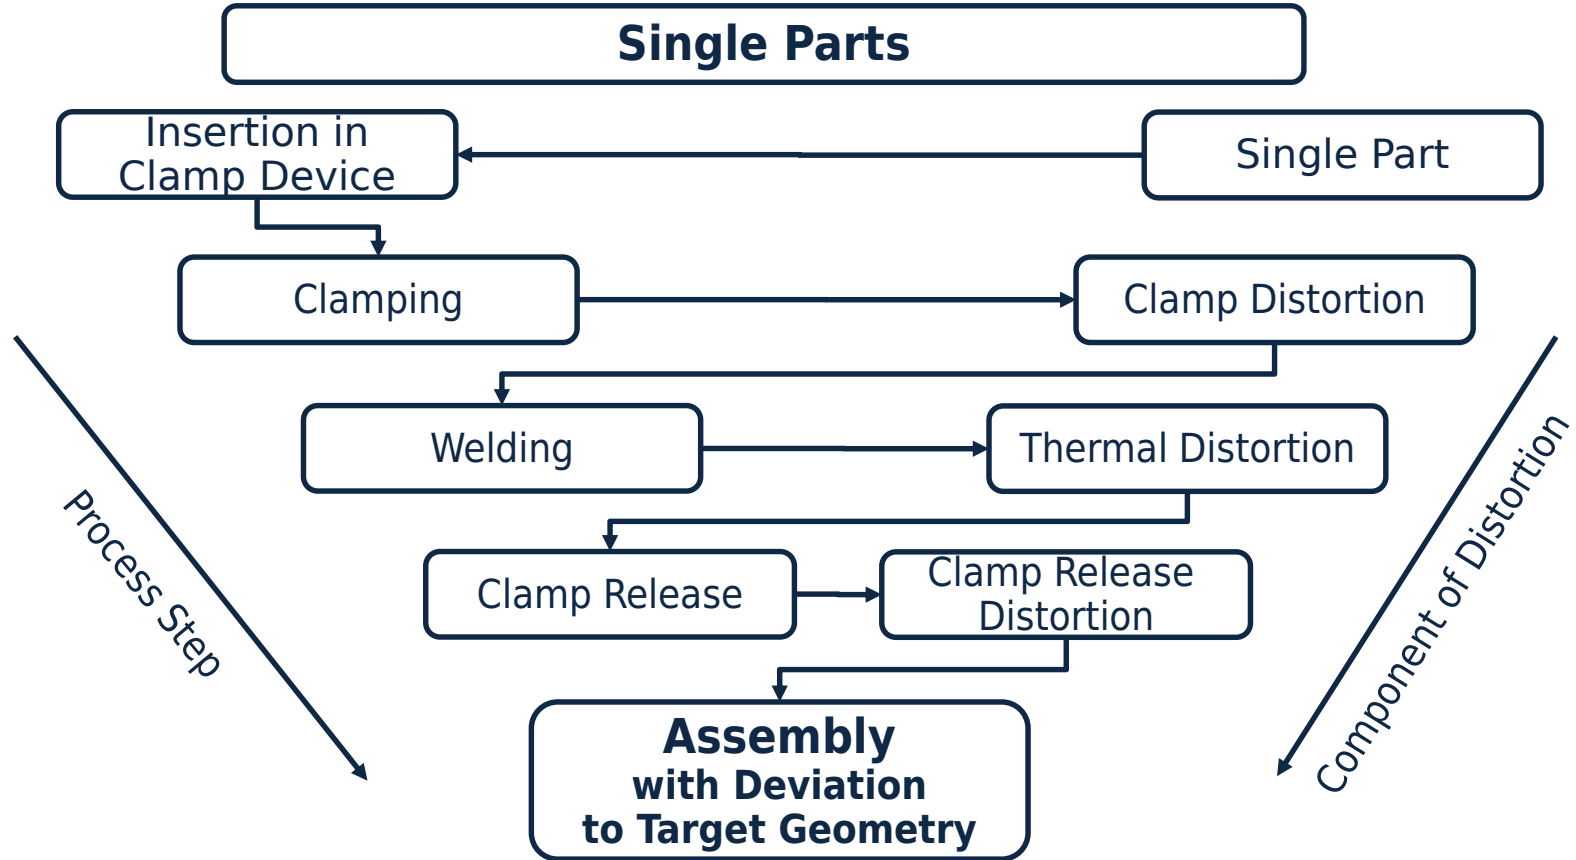 Single Parts
Insertion in
Clamp Device
Single Part
Clamping
Clamp Distortion
Welding
Thermal Distortion
Process Step
Component of Distortion
Clamp Release
Clamp Release
Distortion
Assembly
with Deviation
to Target Geometry